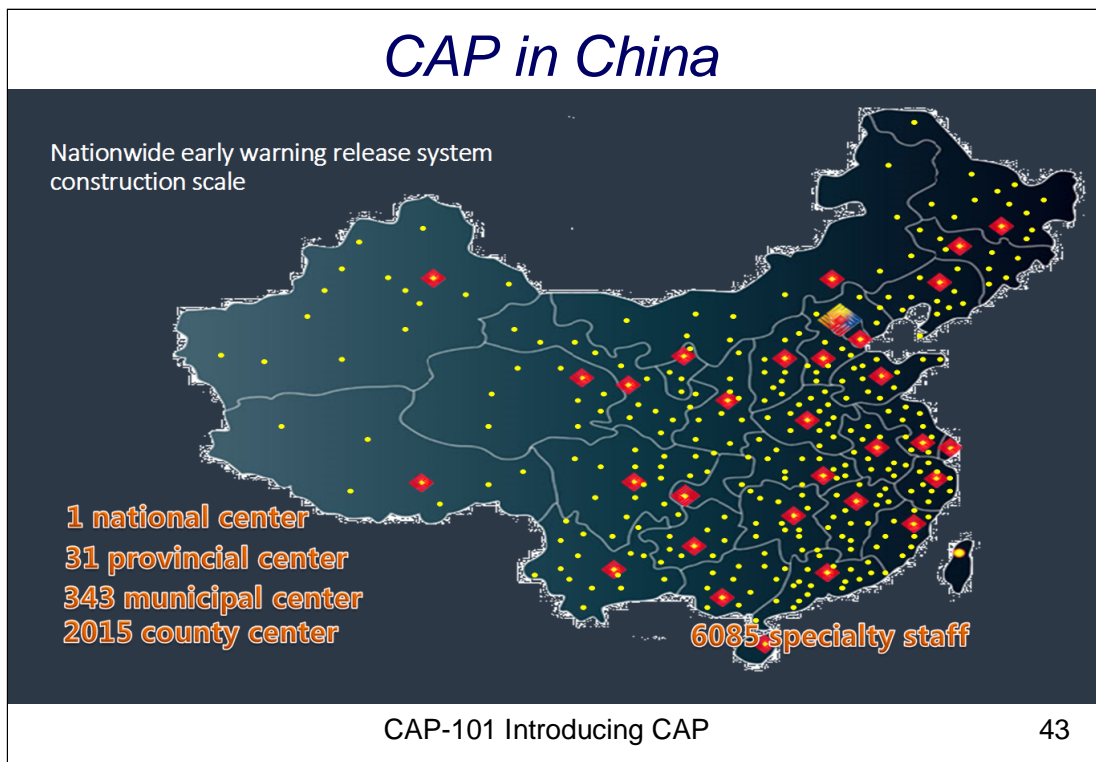 CAP in China
Nationwide early warning release system
construction scale
1 national center
31 provincial center
343 municipal center
2015 county center
6085 specialty staff
CAP-101 Introducing CAP
43